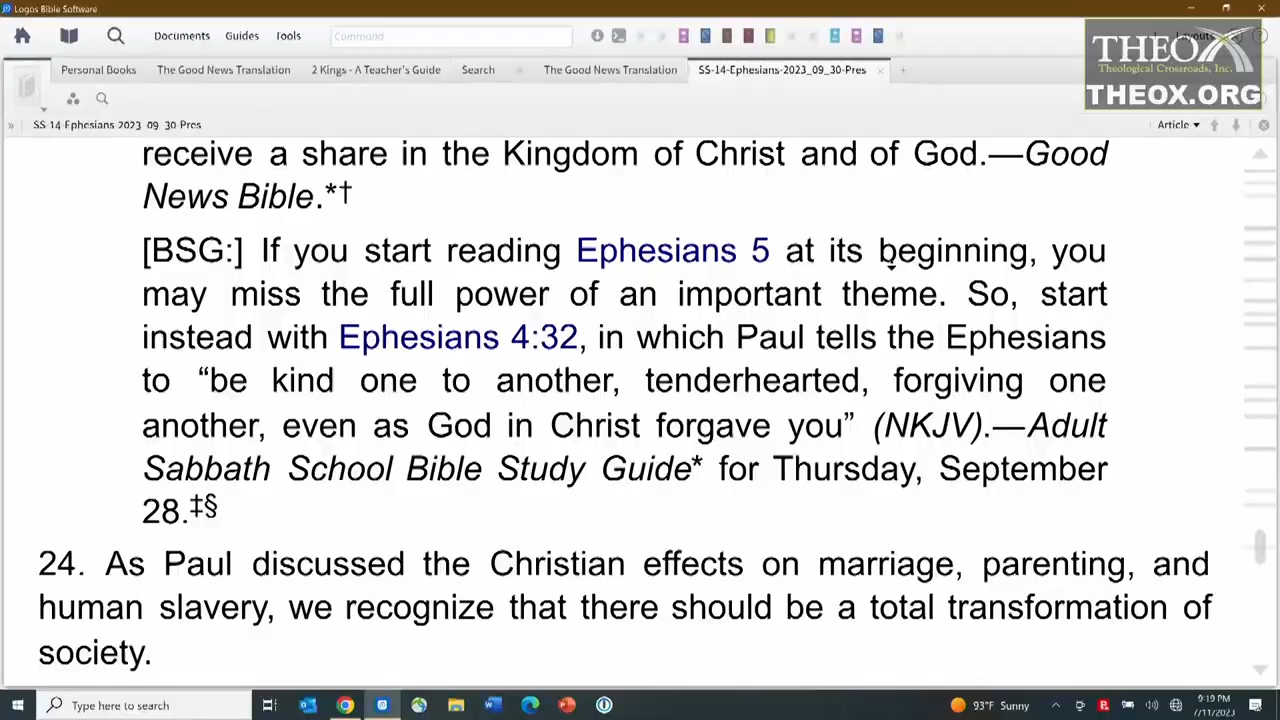 Logos Bible Software
Documents Guides Tools Command Layouts
THEOX
Theological Crossroads, Inc.
THEOX.ORG
Personal Books The Good News Translation 2 Kings - A Teacher's Guide The Good News Translation SS-14-Ephesians-2023_09_30-Pres
SS-14-Ephesians-2023_09_30-Pres Article
receive a share in the Kingdom of Christ and of God.—Good
News Bible.*†
[BSG:] If you start reading Ephesians 5 at its beginning, you
may miss the full power of an important theme. So, start
instead with Ephesians 4:32, in which Paul tells the Ephesians
to “be kind one to another, tenderhearted, forgiving one
another, even as God in Christ forgave you” (NKJV).—Adult
Sabbath School Bible Study Guide* for Thursday, September
28.‡§
24. As Paul discussed the Christian effects on marriage, parenting, and
human slavery, we recognize that there should be a total transformation of
society.
Type here to search 93°F Sunny 9:19 PM
7/11/2023